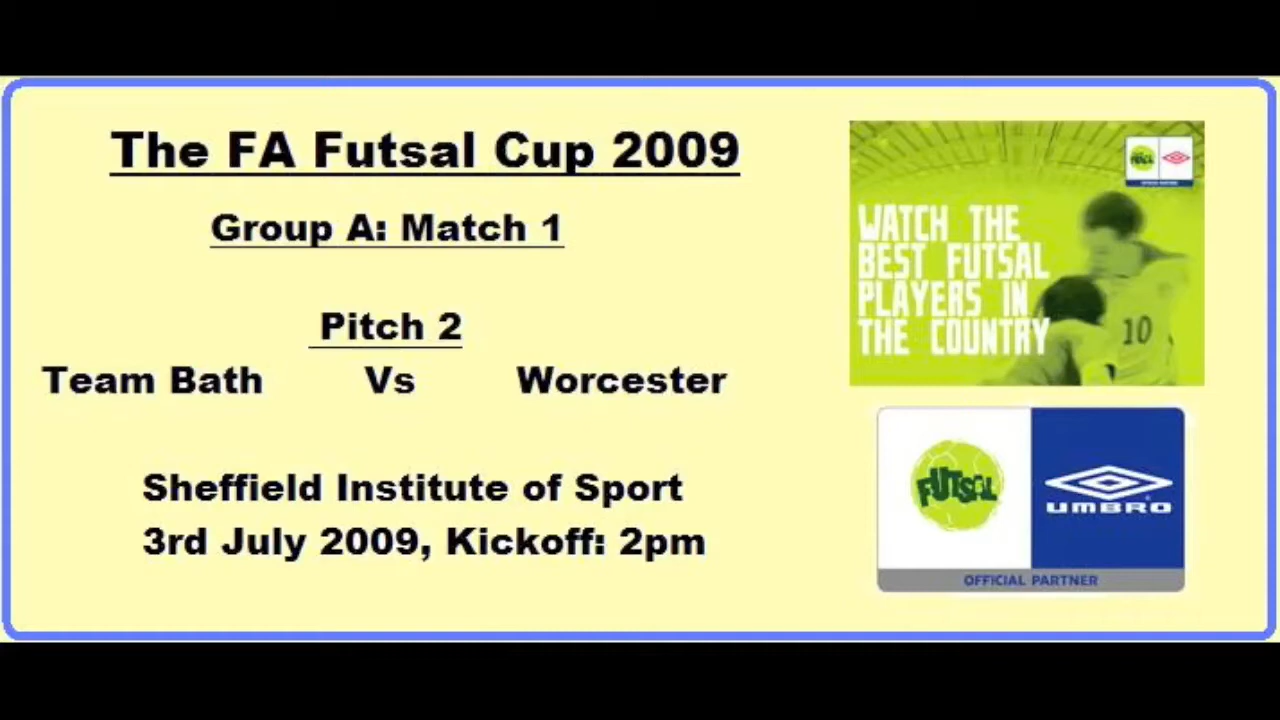 The FA Futsal Cup 2009
Group A: Match 1
Pitch 2
Team Bath Vs Worcester
Sheffield Institute of Sport
3rd July 2009, Kickoff: 2pm
WATCH THE
BEST FUTSAL
PLAYERS IN
THE COUNTRY
10
FUTSAL
UMBRO
OFFICIAL PARTNER